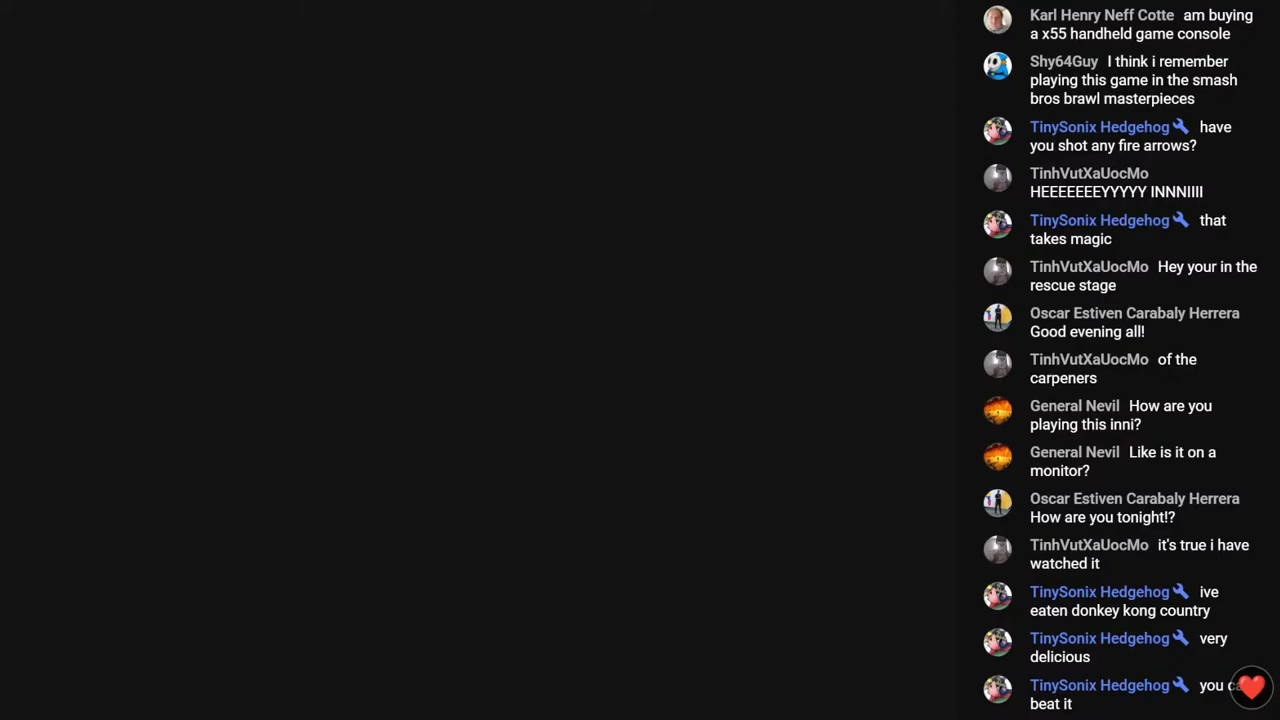 Karl Henry Neff Cotte am buying
a x55 handheld game console
Shy64Guy I think i remember
playing this game in the smash
bros brawl masterpieces
TinySonix Hedgehog have
you shot any fire arrows?
TinhVutXaUocMo
HEEEEEEEYYYYY INNNIIII
TinySonix Hedgehog that
takes magic
TinhVutXaUocMo Hey your in the
rescue stage
Oscar Estiven Carabaly Herrera
Good evening all!
TinhVutXaUocMo of the
carpeners
General Nevil How are you
playing this inni?
General Nevil Like is it on a
monitor?
Oscar Estiven Carabaly Herrera
How are you tonight!?
TinhVutXaUocMo it's true i have
watched it
TinySonix Hedgehog ive
eaten donkey kong country
TinySonix Hedgehog very
delicious
TinySonix Hedgehog you
beat it